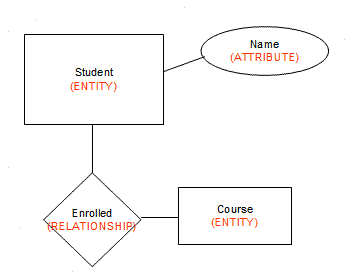 Name
(ATTRIBUTE)
Student
(ENTITY)
Enrolled
(RELATIONSHIP)
Course
(ENTITY)